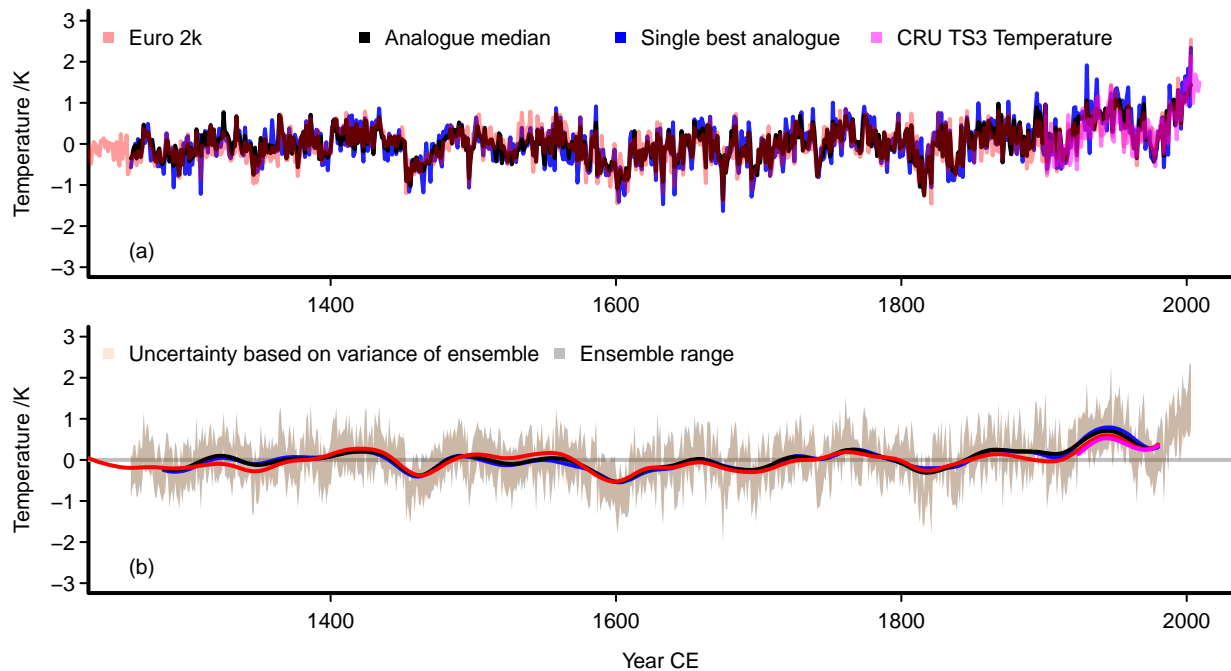 3
2
1
0
−1
−2
−3
Temperature /K
Euro 2k Analogue median Single best analogue CRU TS3 Temperature
(a)
1400 1600 1800 2000
3
2
1
0
−1
−2
−3
Temperature /K
Uncertainty based on variance of ensemble Ensemble range
(b)
1400 1600 1800 2000
Year CE